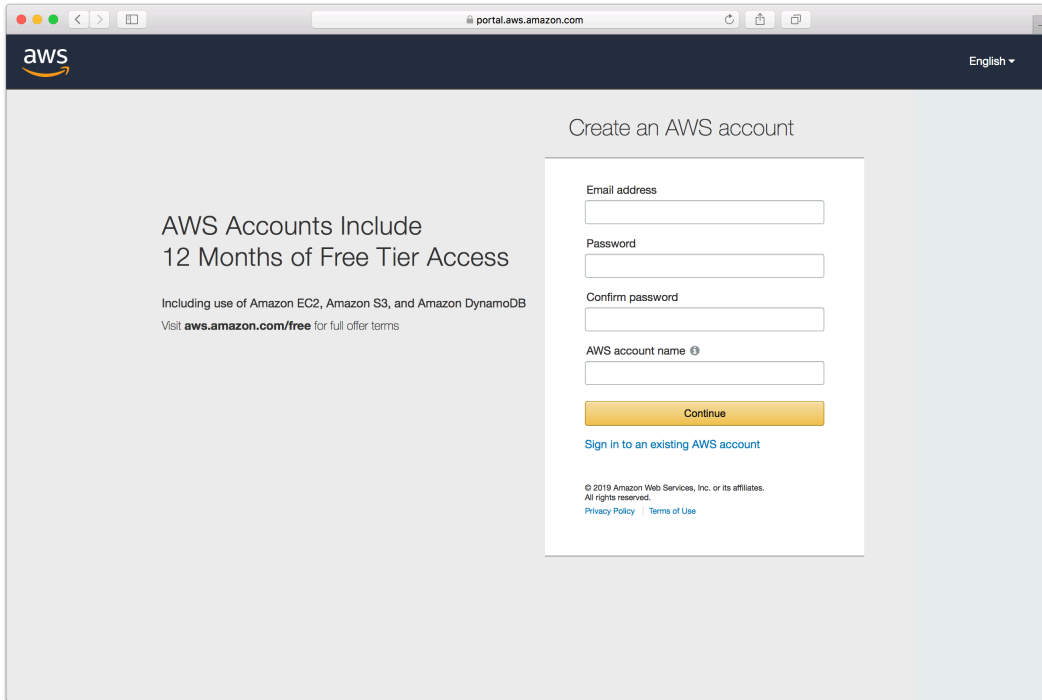 portal.aws.amazon.com
aws
English
Create an AWS account
AWS Accounts Include
12 Months of Free Tier Access
Including use of Amazon EC2, Amazon S3, and Amazon DynamoDB
Visit aws.amazon.com/free for full offer terms
Email address
Password
Confirm password
AWS account name
Continue
Sign in to an existing AWS account
© 2019 Amazon Web Services, Inc. or its affiliates.
All rights reserved.
Privacy Policy Terms of Use